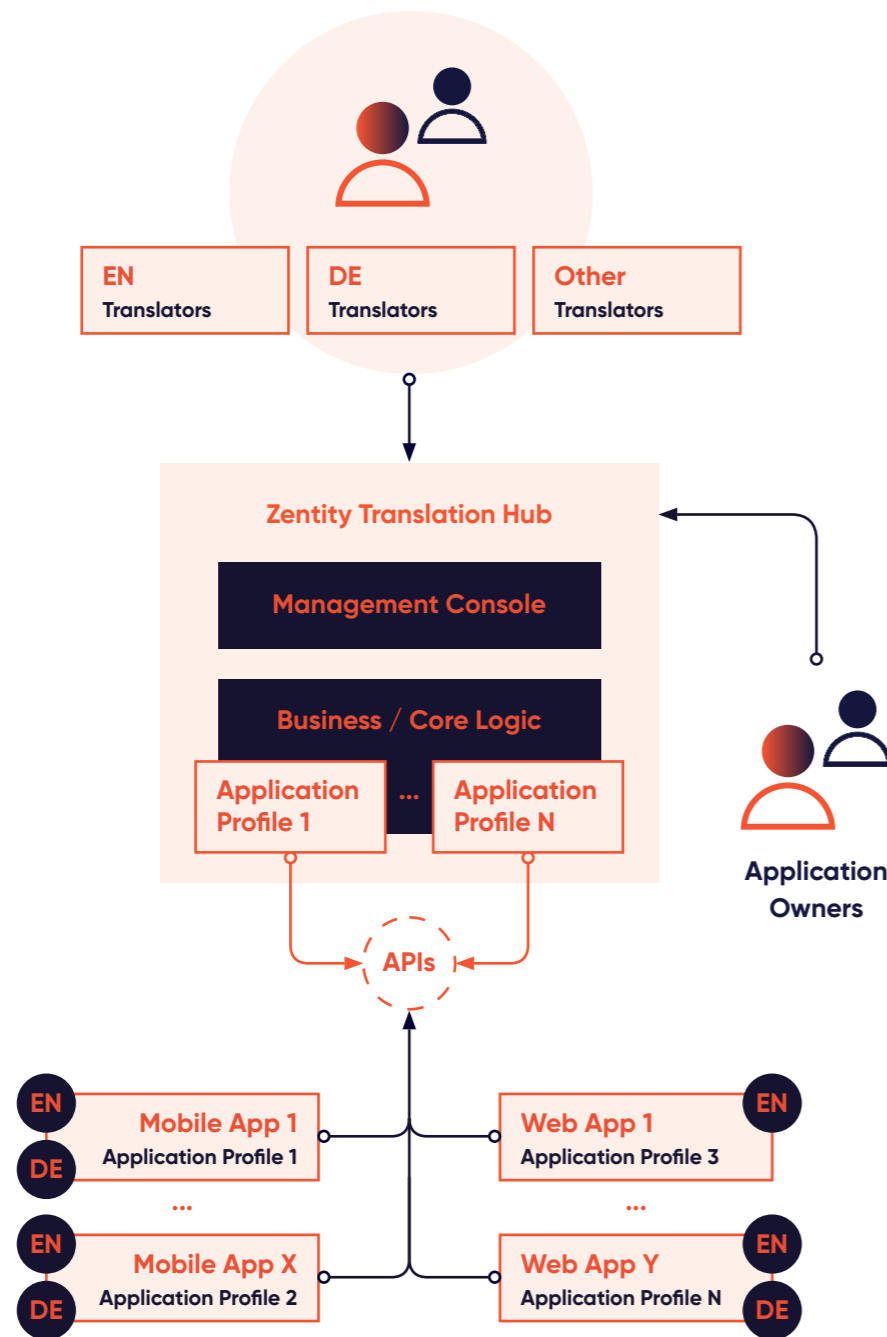 EN
Translators
DE
Translators
Other
Translators
Zentity Translation Hub
Management Console
Business / Core Logic
Application
Profile 1
...
Application
Profile N
Application
Owners
APIs
EN
DE
Mobile App 1
Application Profile 1
...
EN
DE
Mobile App X
Application Profile 2
Web App 1
Application Profile 3
EN
...
Web App Y
Application Profile N
EN
DE